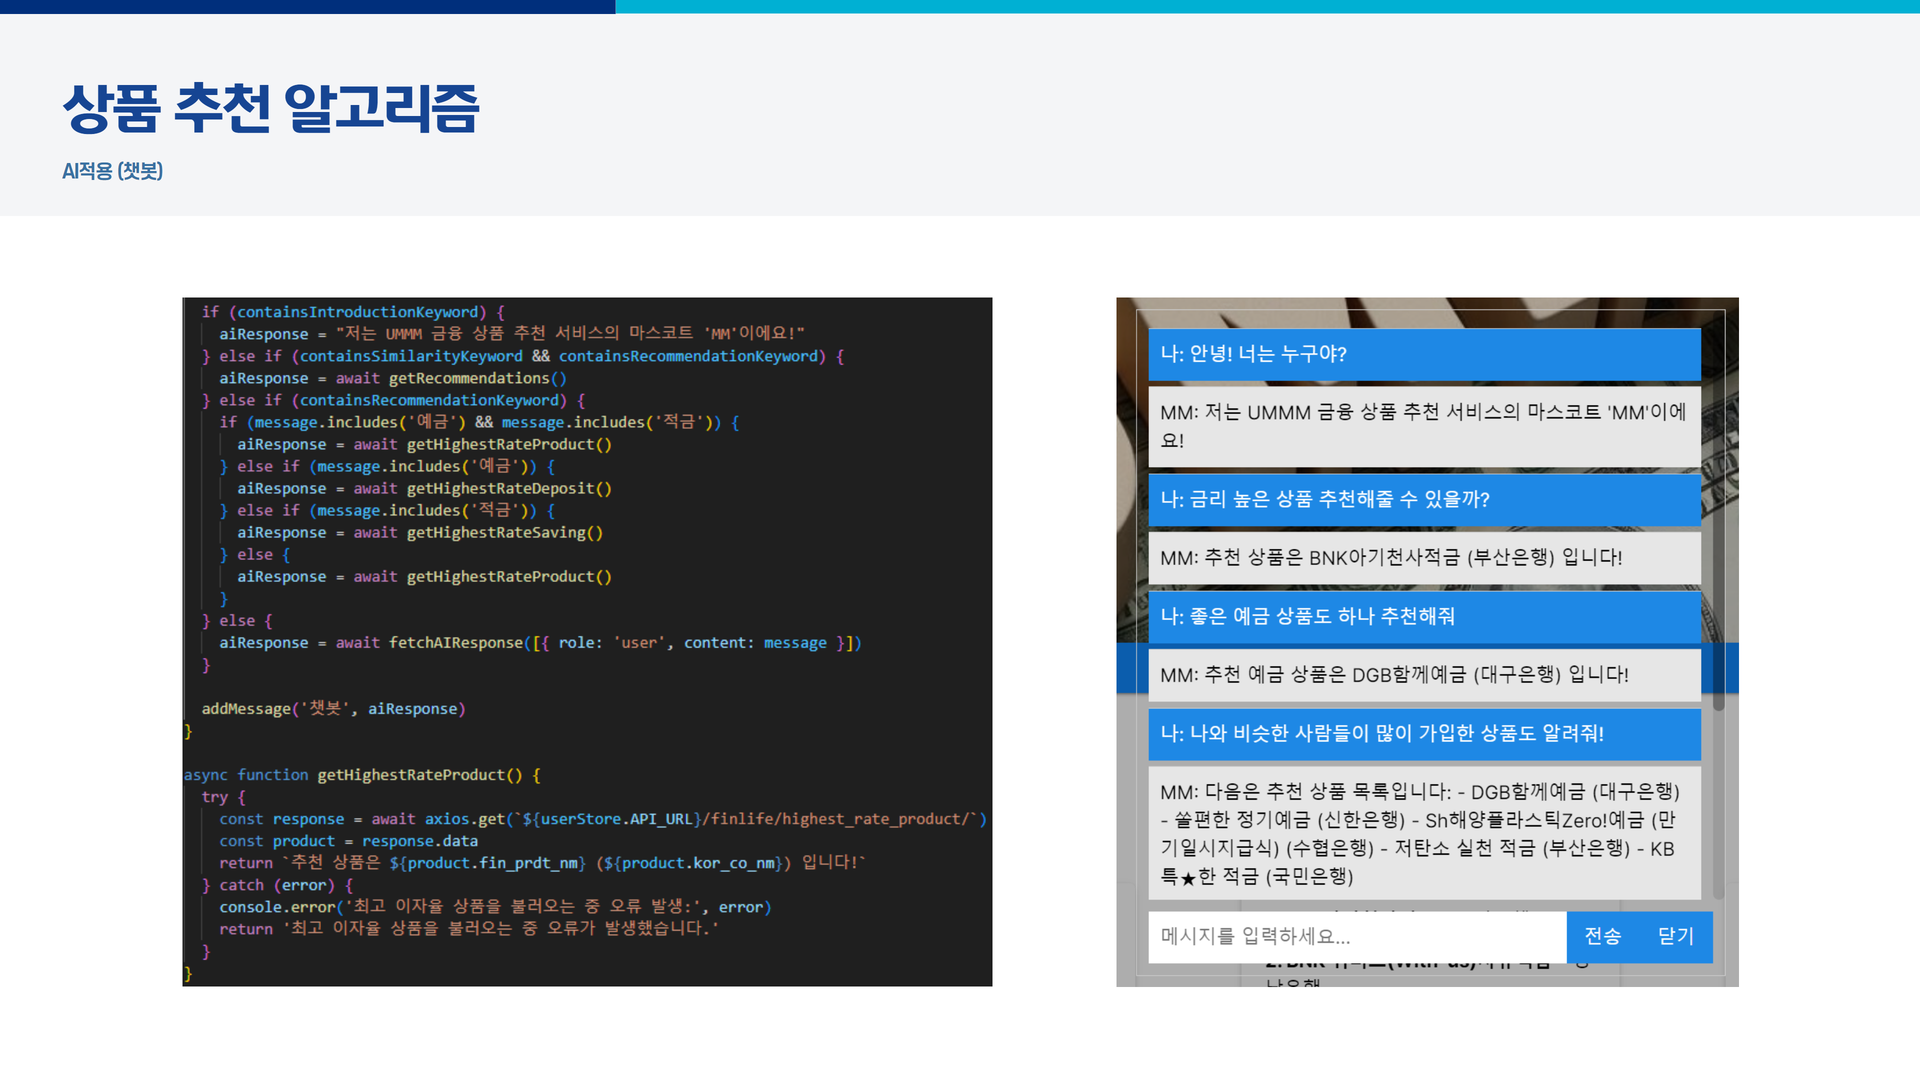 상품 추천 알고리즘
AI적용 (챗봇)
if (containsIntroductionKeyword) {
aiResponse = "저는 UMMM 금융 상품 추천 서비스의 마스코트 'MM'이에요!"
} else if (containsSimilarityKeyword && containsRecommendationKeyword) {
aiResponse = await getRecommendations()
} else if (containsRecommendationKeyword) {
if (message.includes('예금') && message.includes('적금')) {
aiResponse = await getHighestRateProduct()
} else if (message.includes('예금')) {
aiResponse = await getHighestRateDeposit()
} else if (message.includes('적금')) {
aiResponse = await getHighestRateSaving()
} else {
aiResponse = await getHighestRateProduct()
}
} else {
aiResponse = await fetchAIResponse([{ role: 'user', content: message }])
}
addMessage('챗봇', aiResponse)
}
async function getHighestRateProduct() {
try {
const response = await axios.get(`${userStore.API_URL}/finlife/highest_rate_product/`)
const product = response.data
return `추천 상품은 ${product.fin_prdt_nm} (${product.kor_co_nm}) 입니다!`
} catch (error) {
console.error('최고 이자율 상품을 불러오는 중 오류 발생:', error)
return '최고 이자율 상품을 불러오는 중 오류가 발생했습니다.'
}
}
나: 안녕! 너는 누구야?
MM: 저는 UMMM 금융 상품 추천 서비스의 마스코트 'MM'이에
요!
나: 금리 높은 상품 추천해줄 수 있을까?
MM: 추천 상품은 BNK아기천사적금 (부산은행) 입니다!
나: 좋은 예금 상품도 하나 추천해줘
MM: 추천 예금 상품은 DGB함께예금 (대구은행) 입니다!
나: 나와 비슷한 사람들이 많이 가입한 상품도 알려줘!
MM: 다음은 추천 상품 목록입니다: - DGB함께예금 (대구은행)
- 쏠편한 정기예금 (신한은행) - Sh해양플라스틱Zero!예금 (만
기일시지급식) (수협은행) - 저탄소 실천 적금 (부산은행) - KB
특★한 적금 (국민은행)
메시지를 입력하세요... 전송 닫기